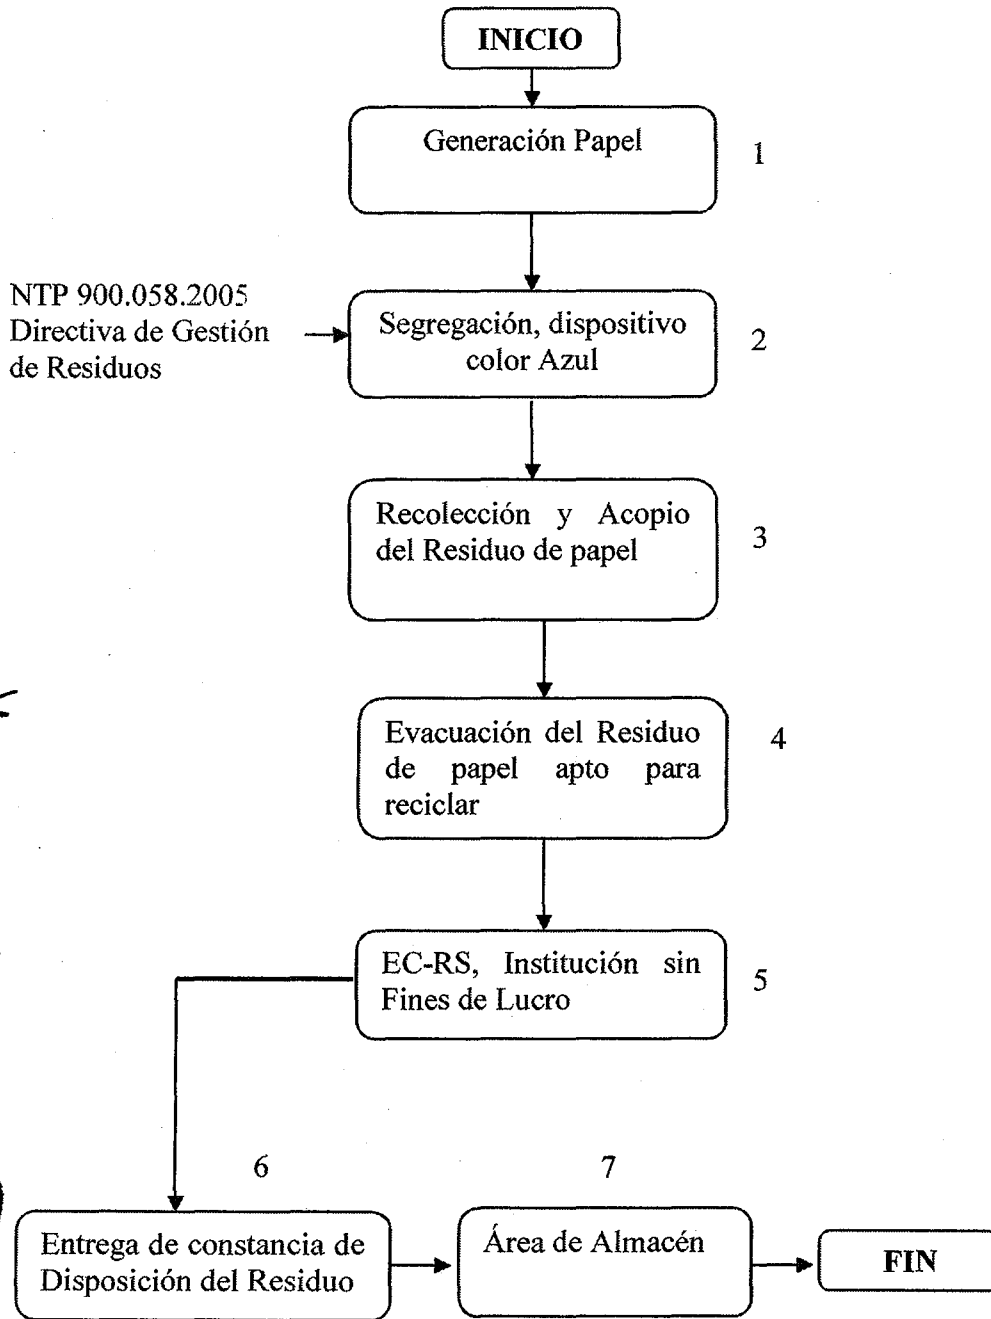 INICIO
Generación Papel
1
NTP 900.058.2005
Directiva de Gestión
de Residuos
Segregación, dispositivo
color Azul
2
Recolección y Acopio
del Residuo de papel
3
Evacuación del Residuo
de papel apto para
reciclar
4
EC-RS, Institución sin
Fines de Lucro
5
6
Entrega de constancia de
Disposición del Residuo
7
Área de Almacén
FIN